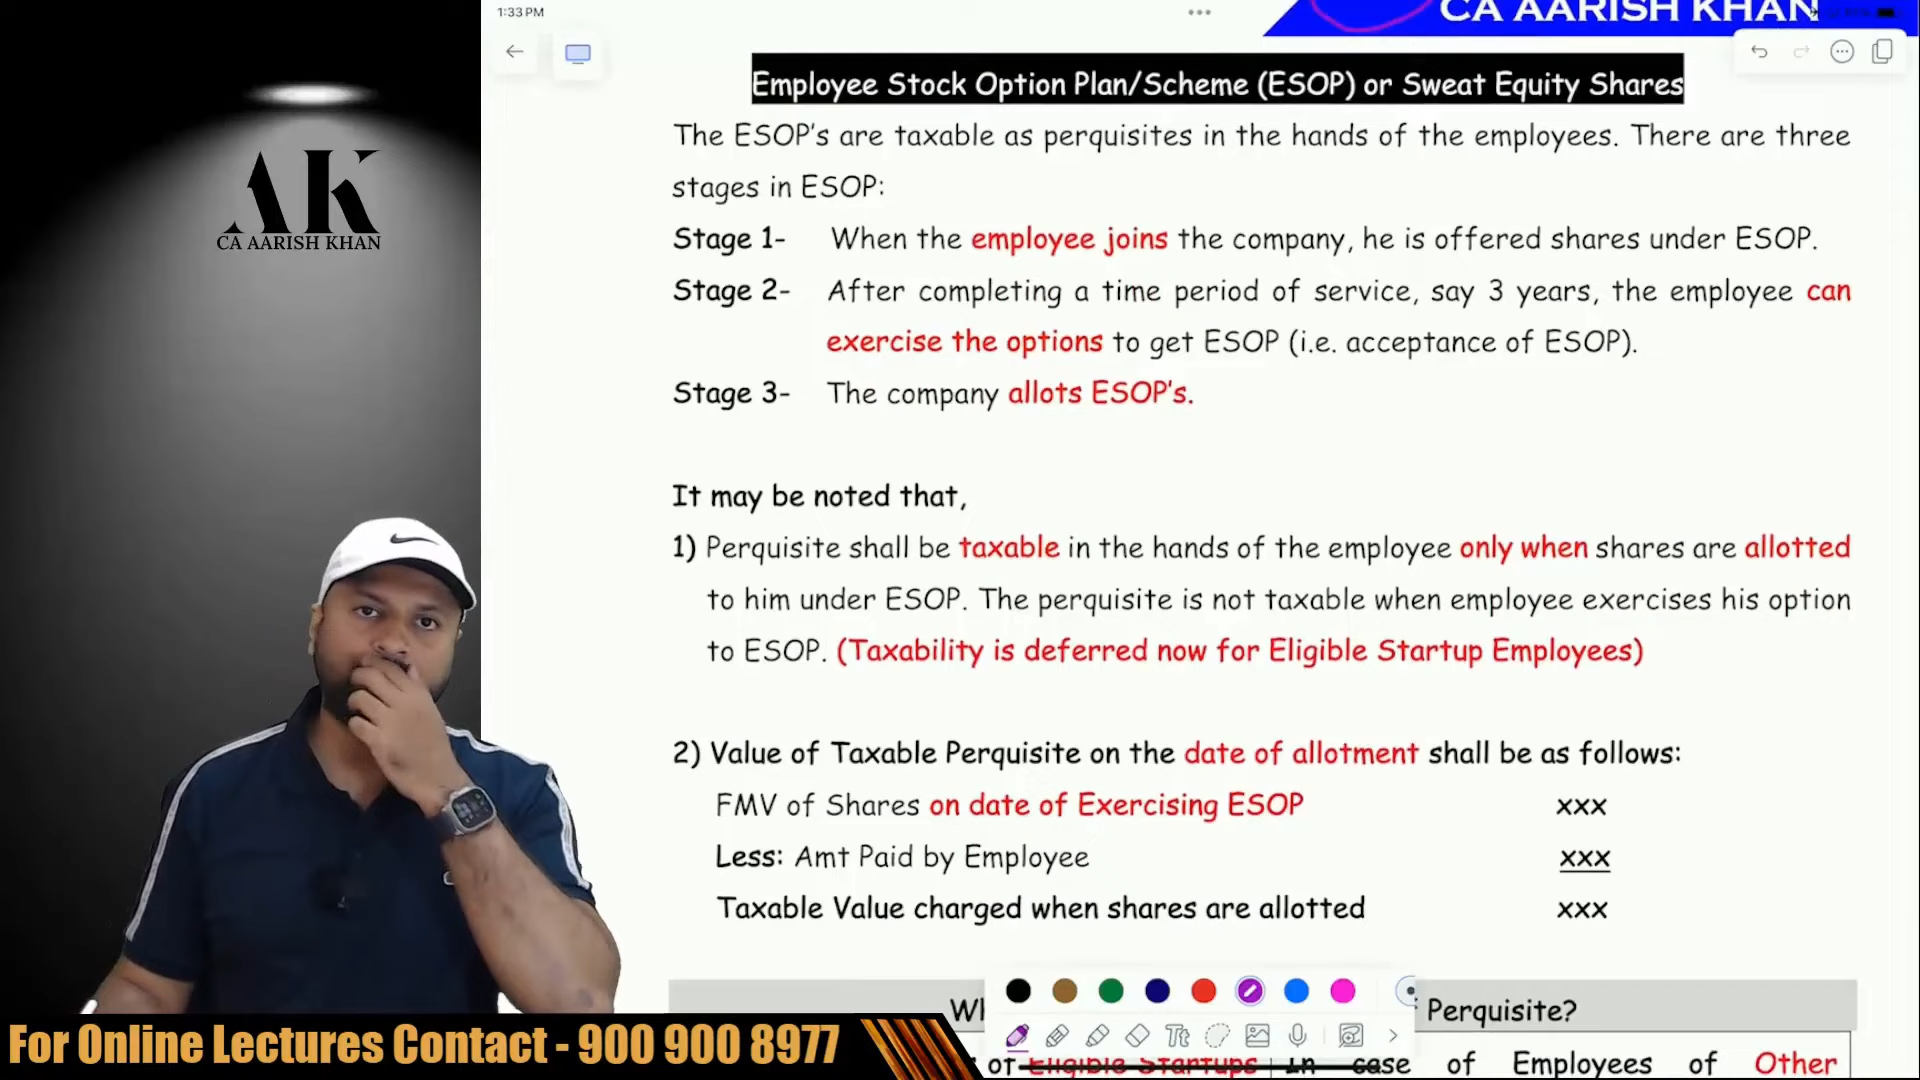 1:33 PM
CA AARISH KHAN
Employee Stock Option Plan/Scheme (ESOP) or Sweat Equity Shares
The ESOP's are taxable as perquisites in the hands of the employees. There are three
stages in ESOP:
Stage 1- When the employee joins the company, he is offered shares under ESOP.
Stage 2- After completing a time period of service, say 3 years, the employee can
exercise the options to get ESOP (i.e. acceptance of ESOP).
Stage 3- The company allots ESOP's.
It may be noted that,
1) Perquisite shall be taxable in the hands of the employee only when shares are allotted
to him under ESOP. The perquisite is not taxable when employee exercises his option
to ESOP. (Taxability is deferred now for Eligible Startup Employees)
2) Value of Taxable Perquisite on the date of allotment shall be as follows:
FMV of Shares on date of Exercising ESOP xxx
Less: Amt Paid by Employee xxx
Taxable Value charged when shares are allotted xxx
Perquisite?
of Eligible Startups In case of Employees of Other
AK
CA AARISH KHAN
Tt
For Online Lectures Contact - 900 900 8977